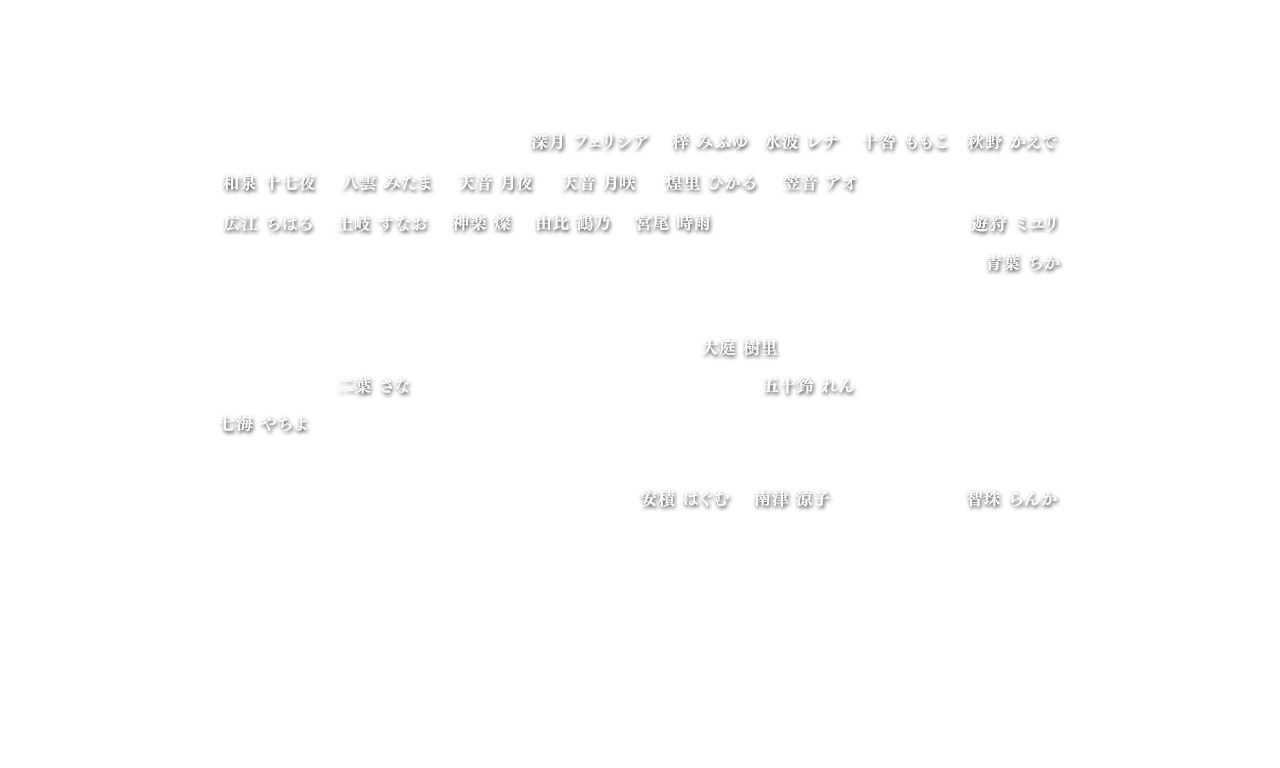 深月 フェリシア 梓 みふゆ 水波 レナ 十咎 ももこ 秋野 かえで
和泉 十七夜 八雲 みたま 天音 月夜 天音 月咲 煌里 ひかる 笠音 アオ
広江 ちはる 土岐 すなお 神楽 燦 由比 鶴乃 宮尾 時雨 遊狩 ミユリ
青葉 ちか
大庭 樹里
二葉 さな 五十鈴 れん
七海 やちよ
安積 はぐむ 南津 涼子 智珠 らんか